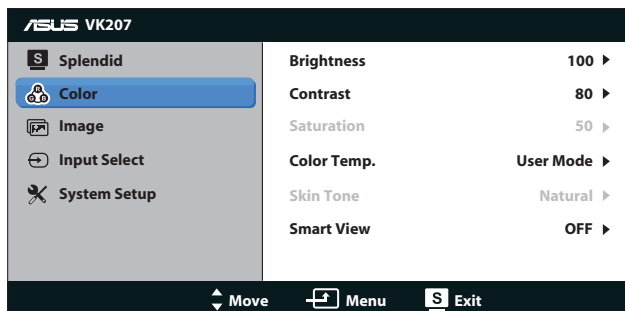 ASUS VK207
S Splendid
R G B Color
Image
Input Select
System Setup
Brightness 100
Contrast 80
Saturation 50
Color Temp. User Mode
Skin Tone Natural
Smart View OFF
Move Menu S Exit